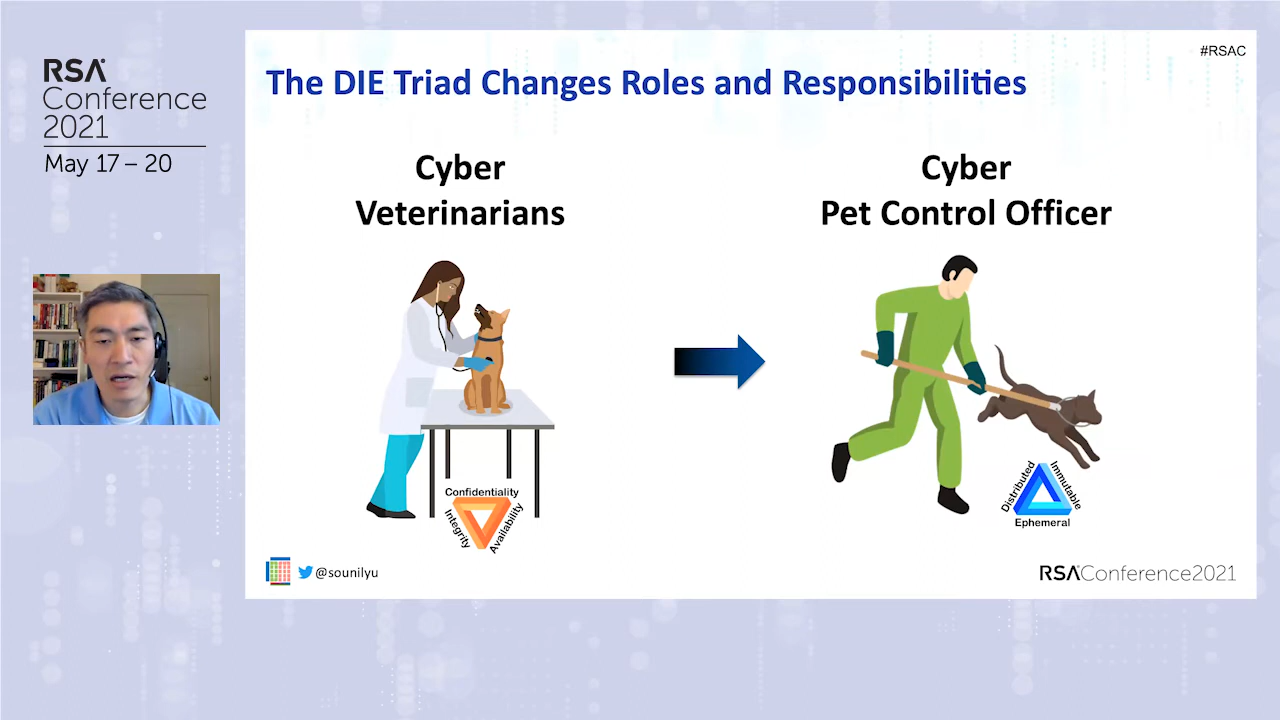 RSA
Conference
2021
May 17 – 20
#RSAC
The DIE Triad Changes Roles and Responsibilities
Cyber
Veterinarians
Cyber
Pet Control Officer
Confidentiality
Integrity
Availability
Distributed
Immutable
Ephemeral
@sounilyu
RSAConference2021